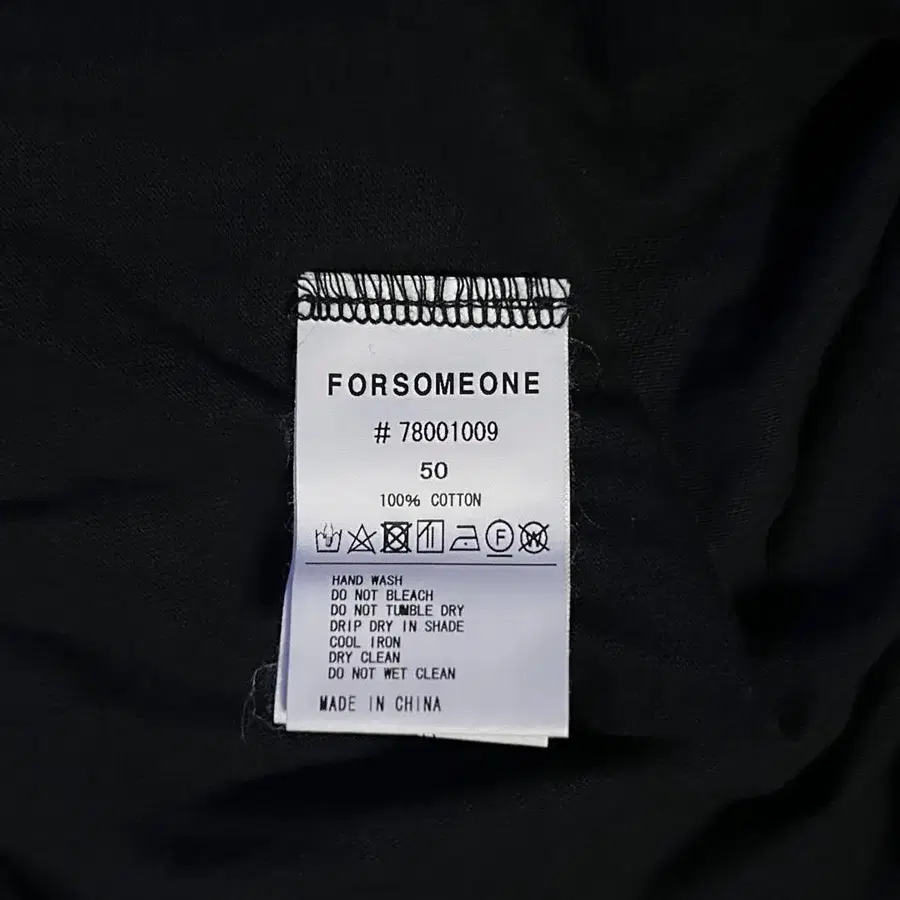 FORSOMEONE
# 78001009
50
100% COTTON
F W
HAND WASH
DO NOT BLEACH
DO NOT TUMBLE DRY
DRIP DRY IN SHADE
COOL IRON
DRY CLEAN
DO NOT WET CLEAN
MADE IN CHINA